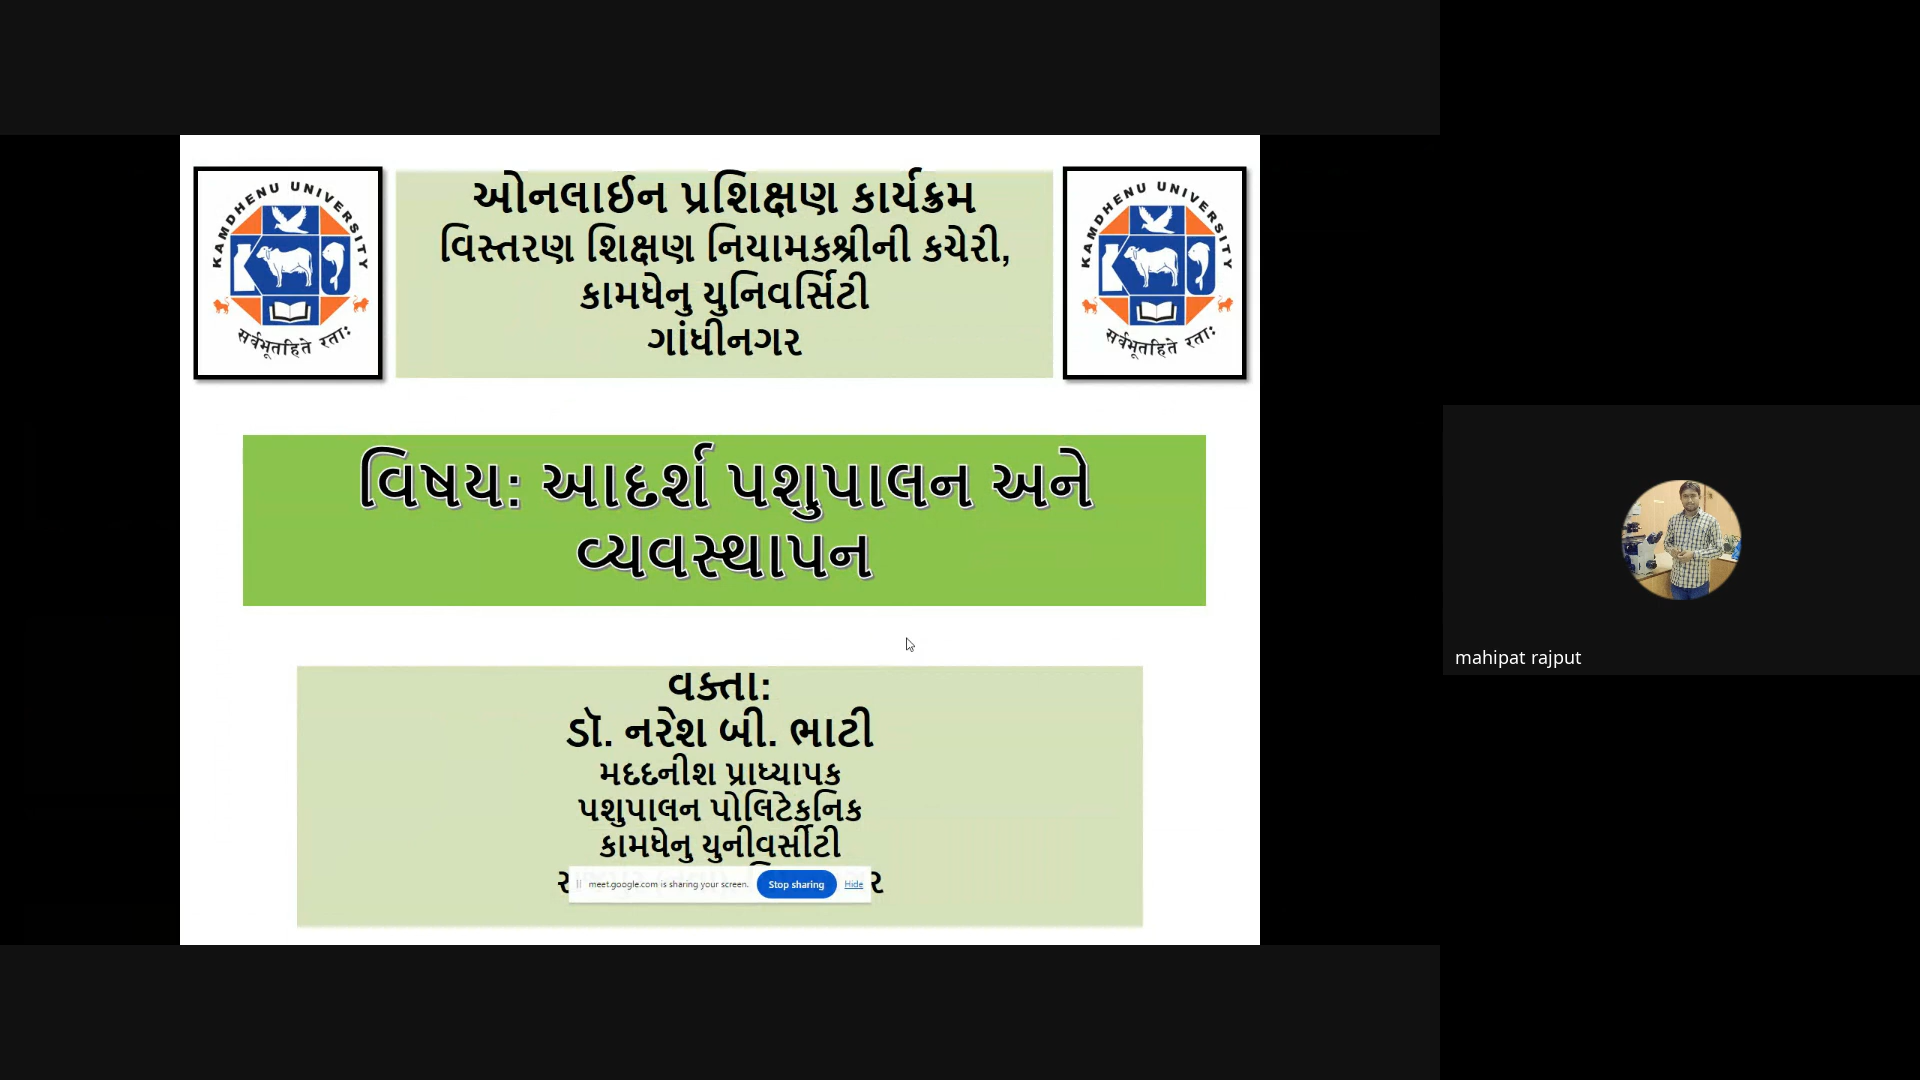 KAMDHENU UNIVERSITY
सर्वभूतहिते रताः
ઓનલાઈન પ્રશિક્ષણ કાર્યક્રમ
વિસ્તરણ શિક્ષણ નિયામકશ્રીની કચેરી,
કામધેનુ યુનિવર્સિટી
ગાંધીનગર
KAMDHENU UNIVERSITY
सर्वभूतहिते रताः
વિષય: આદર્શ પશુપાલન અને
વ્યવસ્થાપન
વક્તા:
ડૉ. નરેશ બી. ભાટી
મદદનીશ પ્રાધ્યાપક
પશુપાલન પોલિટેકનિક
કામધેનુ યુનીવર્સીટી
meet.google.com is sharing your screen. Stop sharing Hide
mahipat rajput